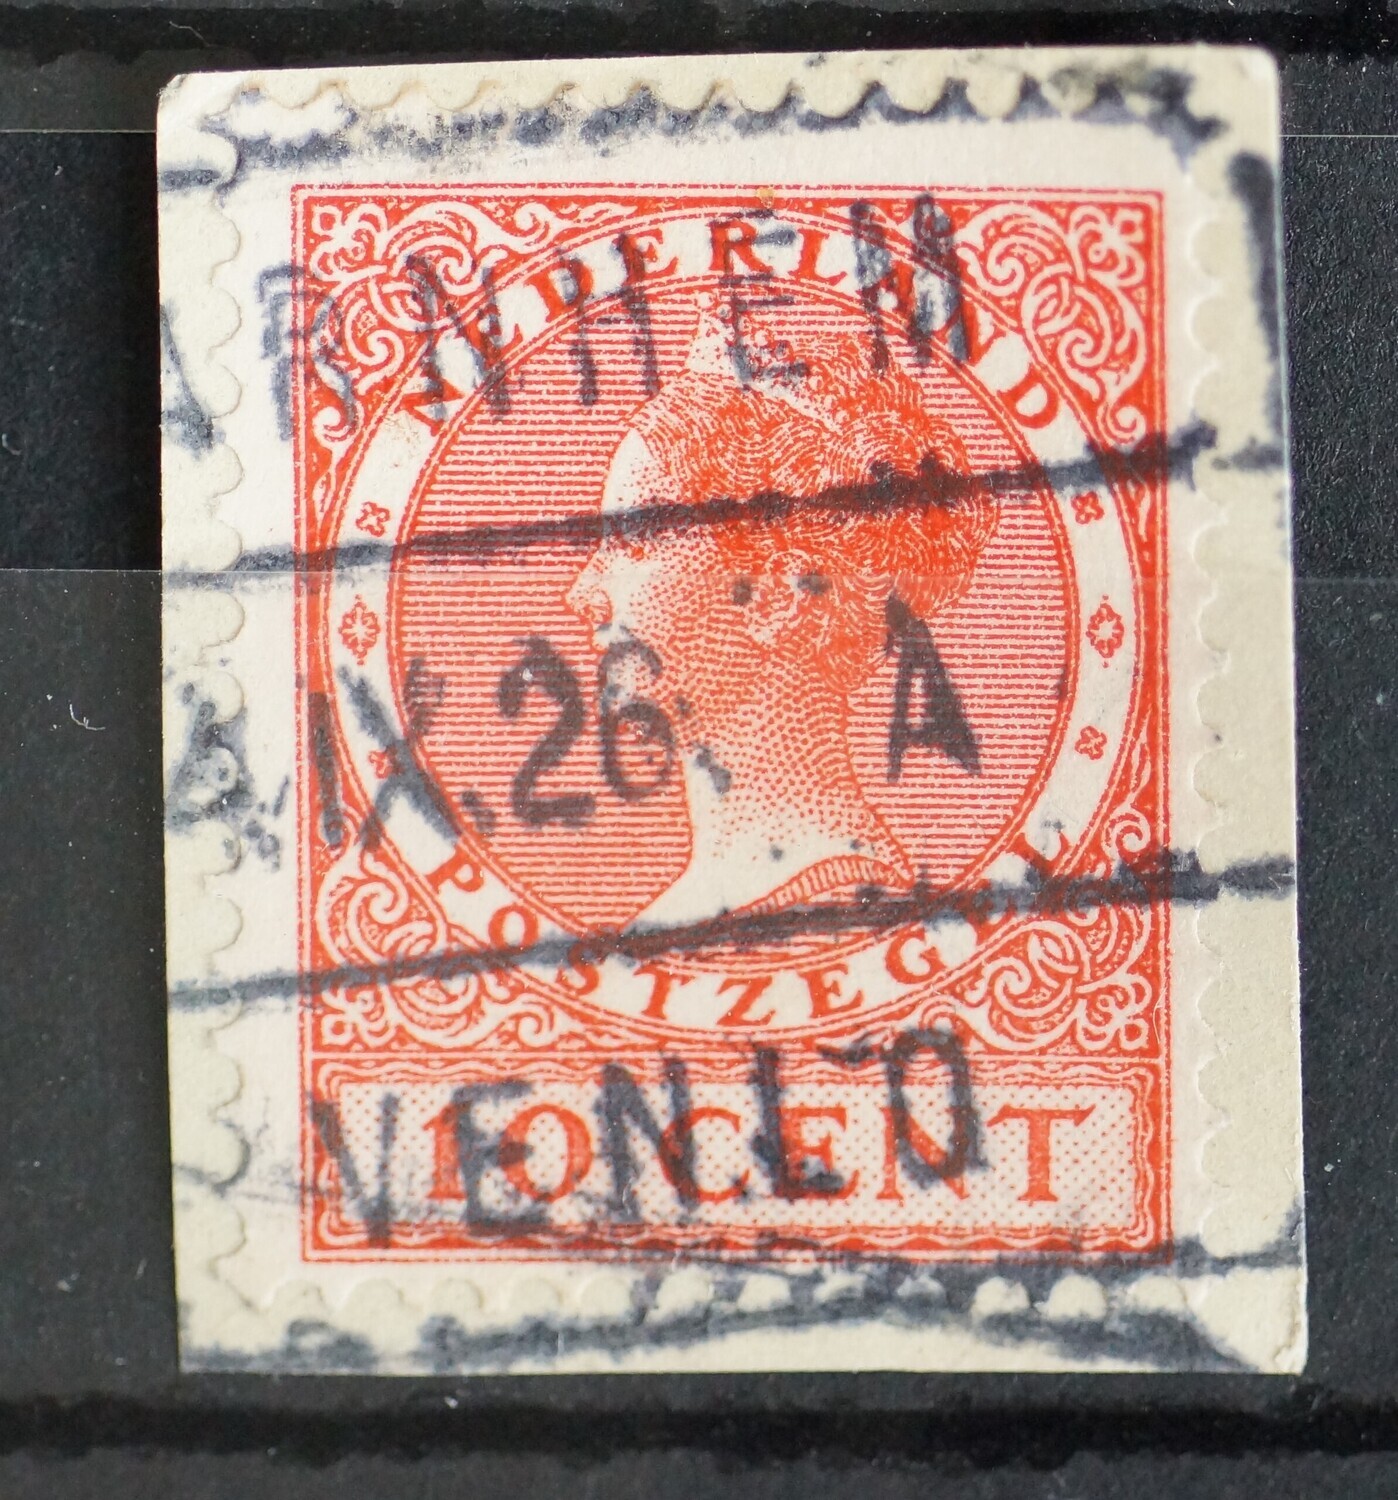 NEDERLAND
POSTZEGEL
10 CENT
ARNHEM
.IX.26. A
VENLO